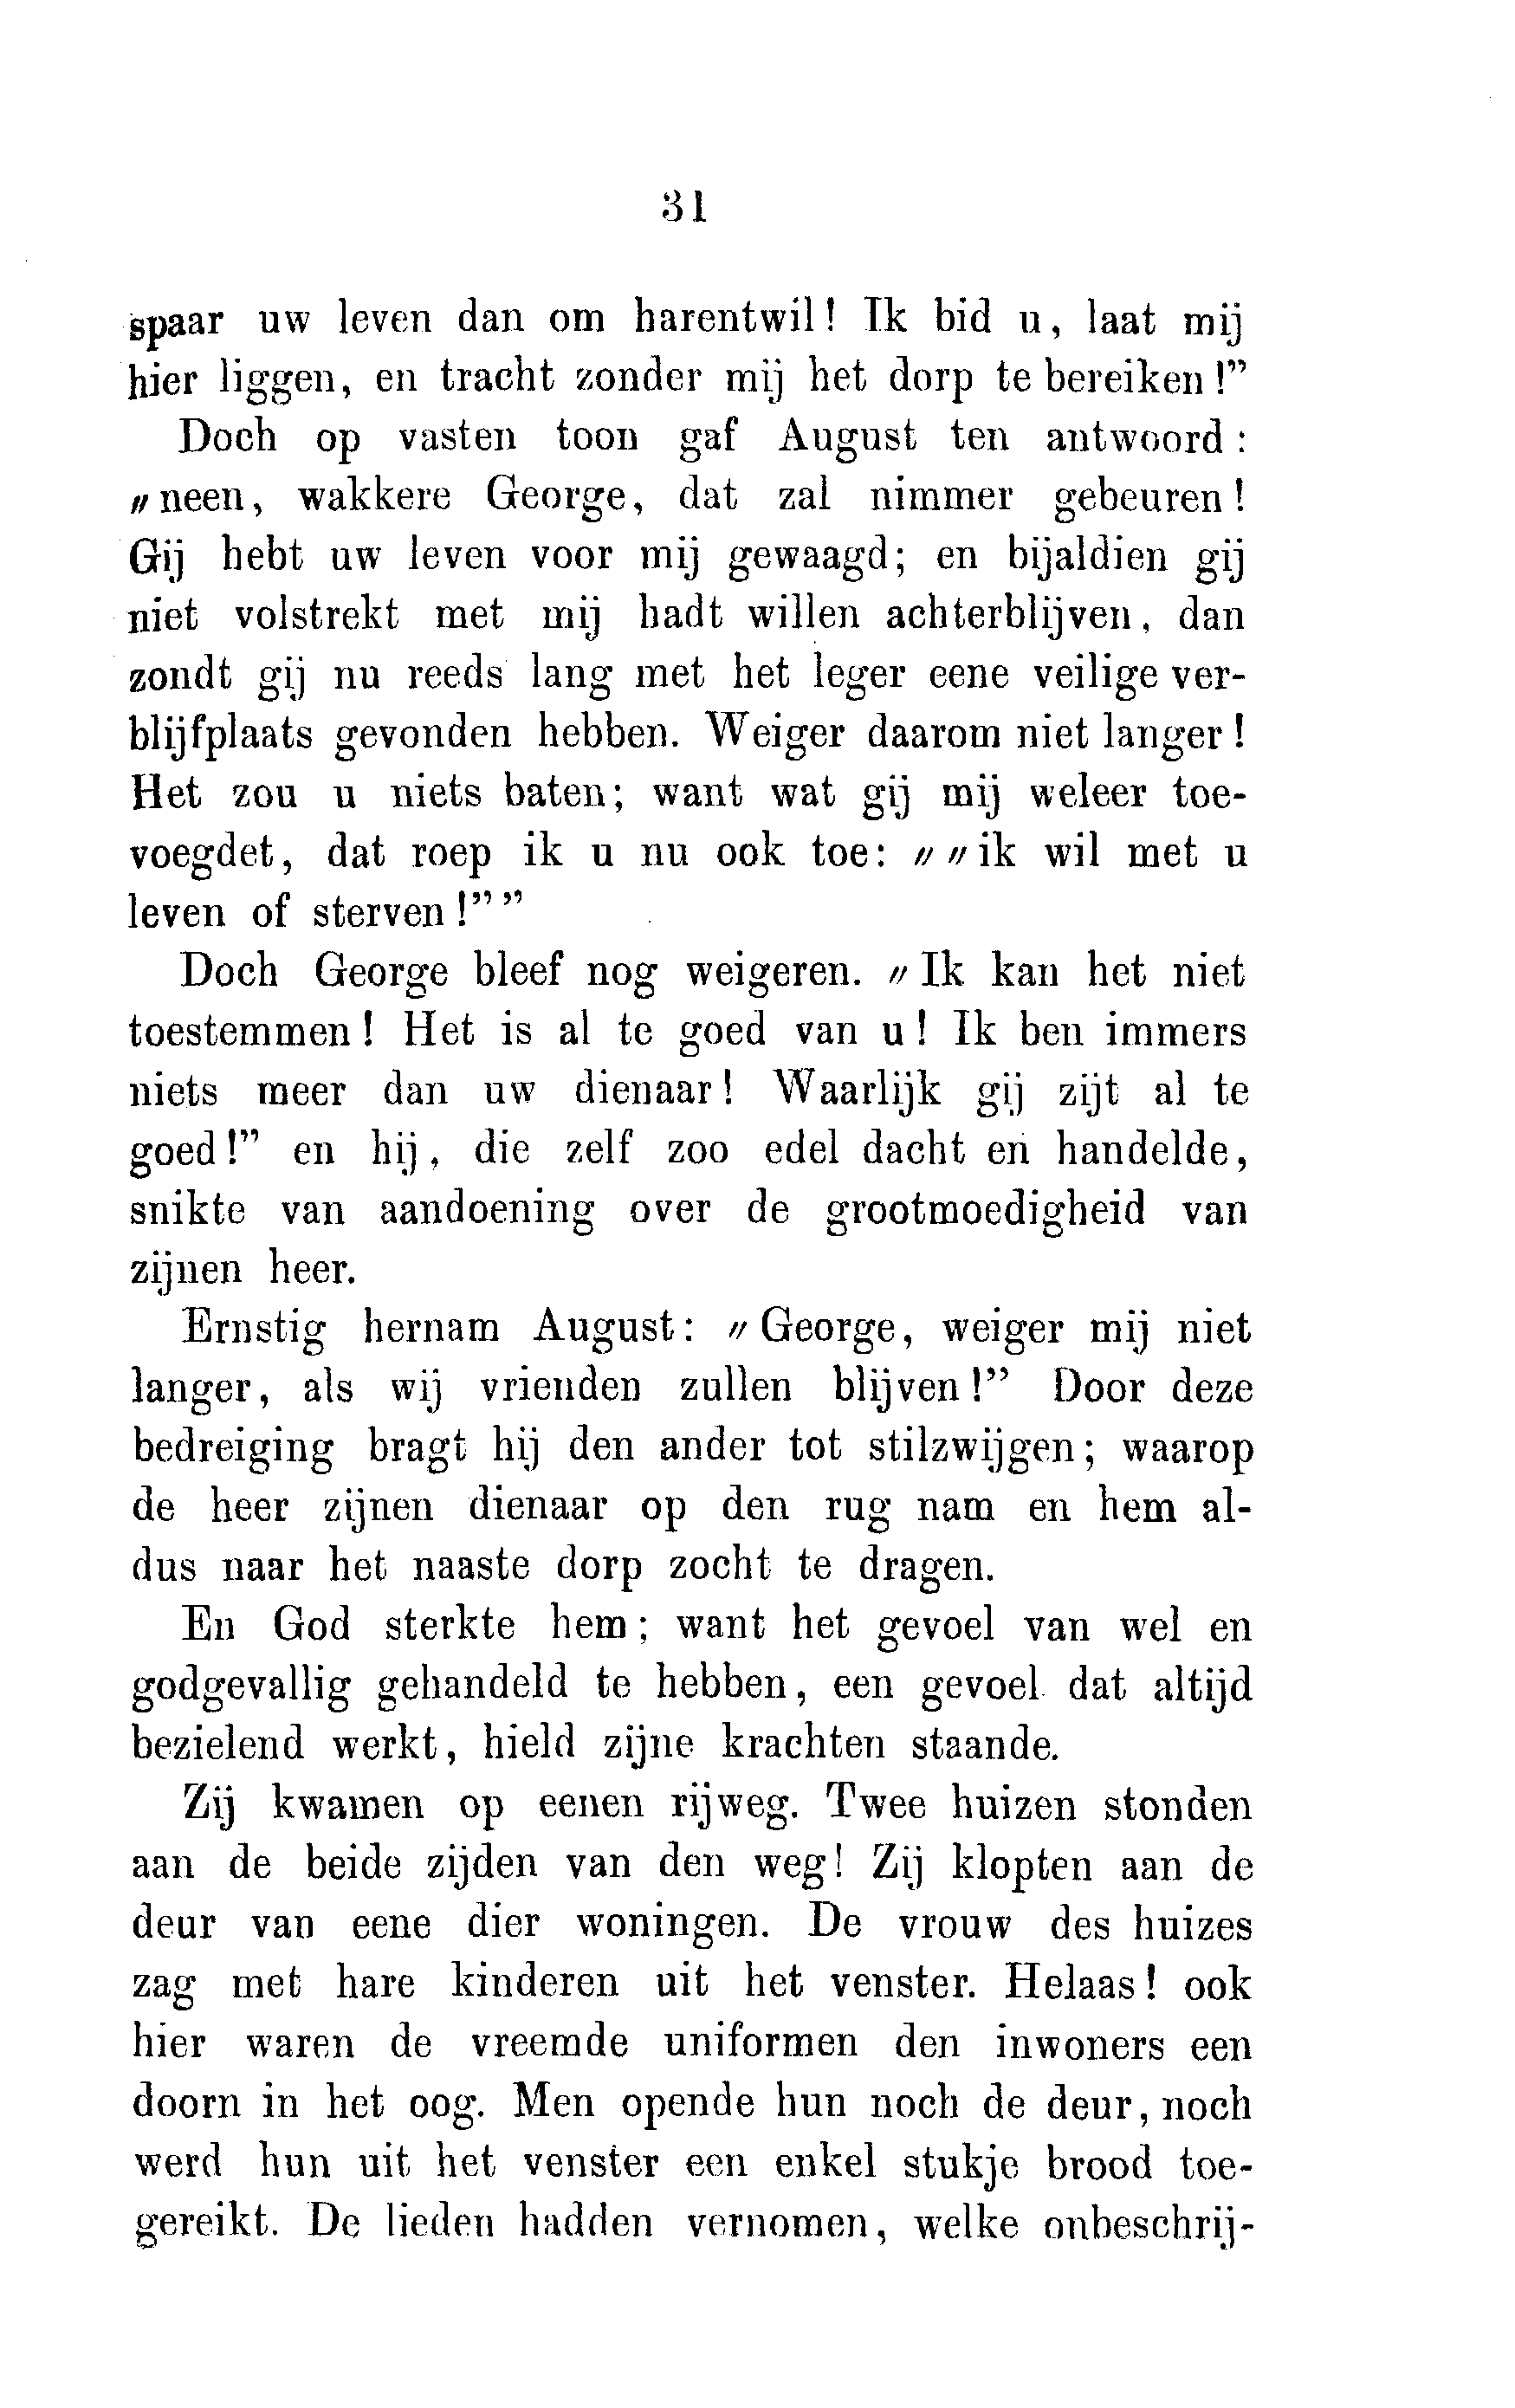 31
spaar uw leven dan om harentwil! Ik bid u, laat mij
hier liggen, en tracht zonder mij het dorp te bereiken!”
Doch op vasten toon gaf August ten antwoord:
„neen, wakkere George, dat zal nimmer gebeuren!
Gij hebt uw leven voor mij gewaagd; en bijaldien gij
niet volstrekt met mij hadt willen achterblijven, dan
zondt gij nu reeds lang met het leger eene veilige ver-
blijfplaats gevonden hebben. Weiger daarom niet langer!
Het zou u niets baten; want wat gij mij weleer toe-
voegdet, dat roep ik u nu ook toe: „„ik wil met u
leven of sterven!””
Doch George bleef nog weigeren. „Ik kan het niet
toestemmen! Het is al te goed van u! Ik ben immers
niets meer dan uw dienaar! Waarlijk gij zijt al te
goed!” en hij, die zelf zoo edel dacht en handelde,
snikte van aandoening over de grootmoedigheid van
zijnen heer.
Ernstig hernam August: „George, weiger mij niet
langer, als wij vrienden zullen blijven!” Door deze
bedreiging bragt hij den ander tot stilzwijgen; waarop
de heer zijnen dienaar op den rug nam en hem al-
dus naar het naaste dorp zocht te dragen.
En God sterkte hem; want het gevoel van wel en
godgevallig gehandeld te hebben, een gevoel dat altijd
bezielend werkt, hield zijne krachten staande.
Zij kwamen op eenen rijweg. Twee huizen stonden
aan de beide zijden van den weg! Zij klopten aan de
deur van eene dier woningen. De vrouw des huizes
zag met hare kinderen uit het venster. Helaas! ook
hier waren de vreemde uniformen den inwoners een
doorn in het oog. Men opende hun noch de deur, noch
werd hun uit het venster een enkel stukje brood toe-
gereikt. De lieden hadden vernomen, welke onbeschrij-